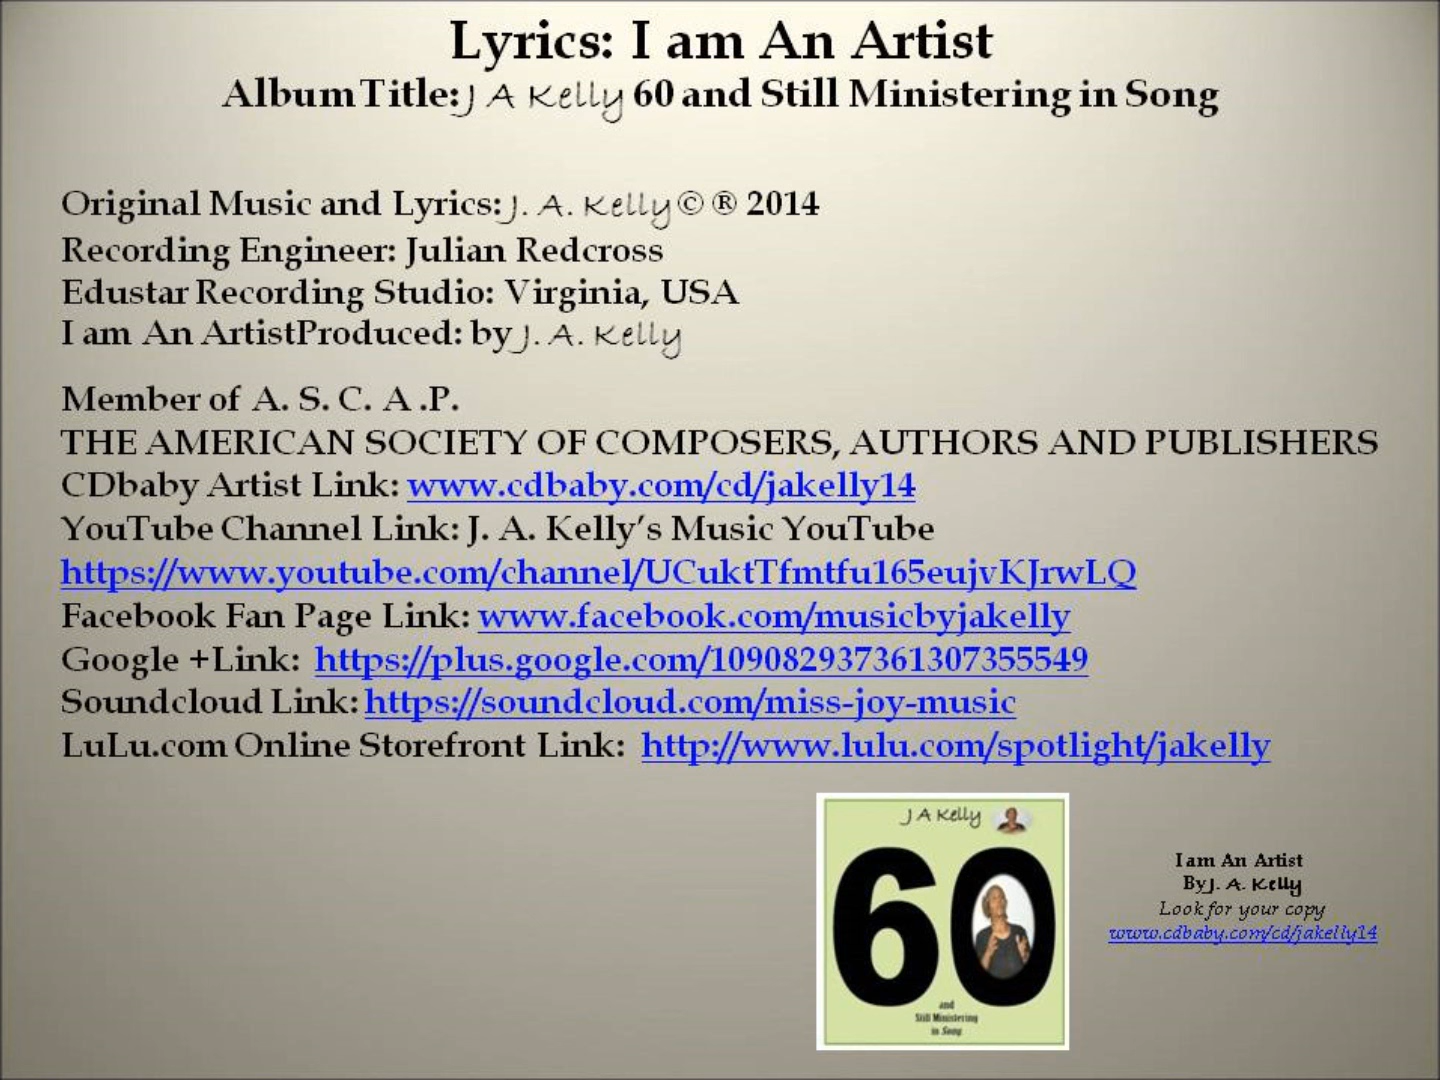 Lyrics: I am An Artist
Album Title: J A Kelly 60 and Still Ministering in Song
Original Music and Lyrics: J. A. Kelly © ® 2014
Recording Engineer: Julian Redcross
Edustar Recording Studio: Virginia, USA
I am An ArtistProduced: by J. A. Kelly
Member of A. S. C. A .P.
THE AMERICAN SOCIETY OF COMPOSERS, AUTHORS AND PUBLISHERS
CDbaby Artist Link: www.cdbaby.com/cd/jakelly14
YouTube Channel Link: J. A. Kelly’s Music YouTube
https://www.youtube.com/channel/UCuktTfmtfu165eujvKJrwLQ
Facebook Fan Page Link: www.facebook.com/musicbyjakelly
Google +Link: https://plus.google.com/109082937361307355549
Soundcloud Link: https://soundcloud.com/miss-joy-music
LuLu.com Online Storefront Link: http://www.lulu.com/spotlight/jakelly
J A Kelly
60
and
Still Ministering
in Song
I am An Artist
By J. A. Kelly
Look for your copy
www.cdbaby.com/cd/jakelly14